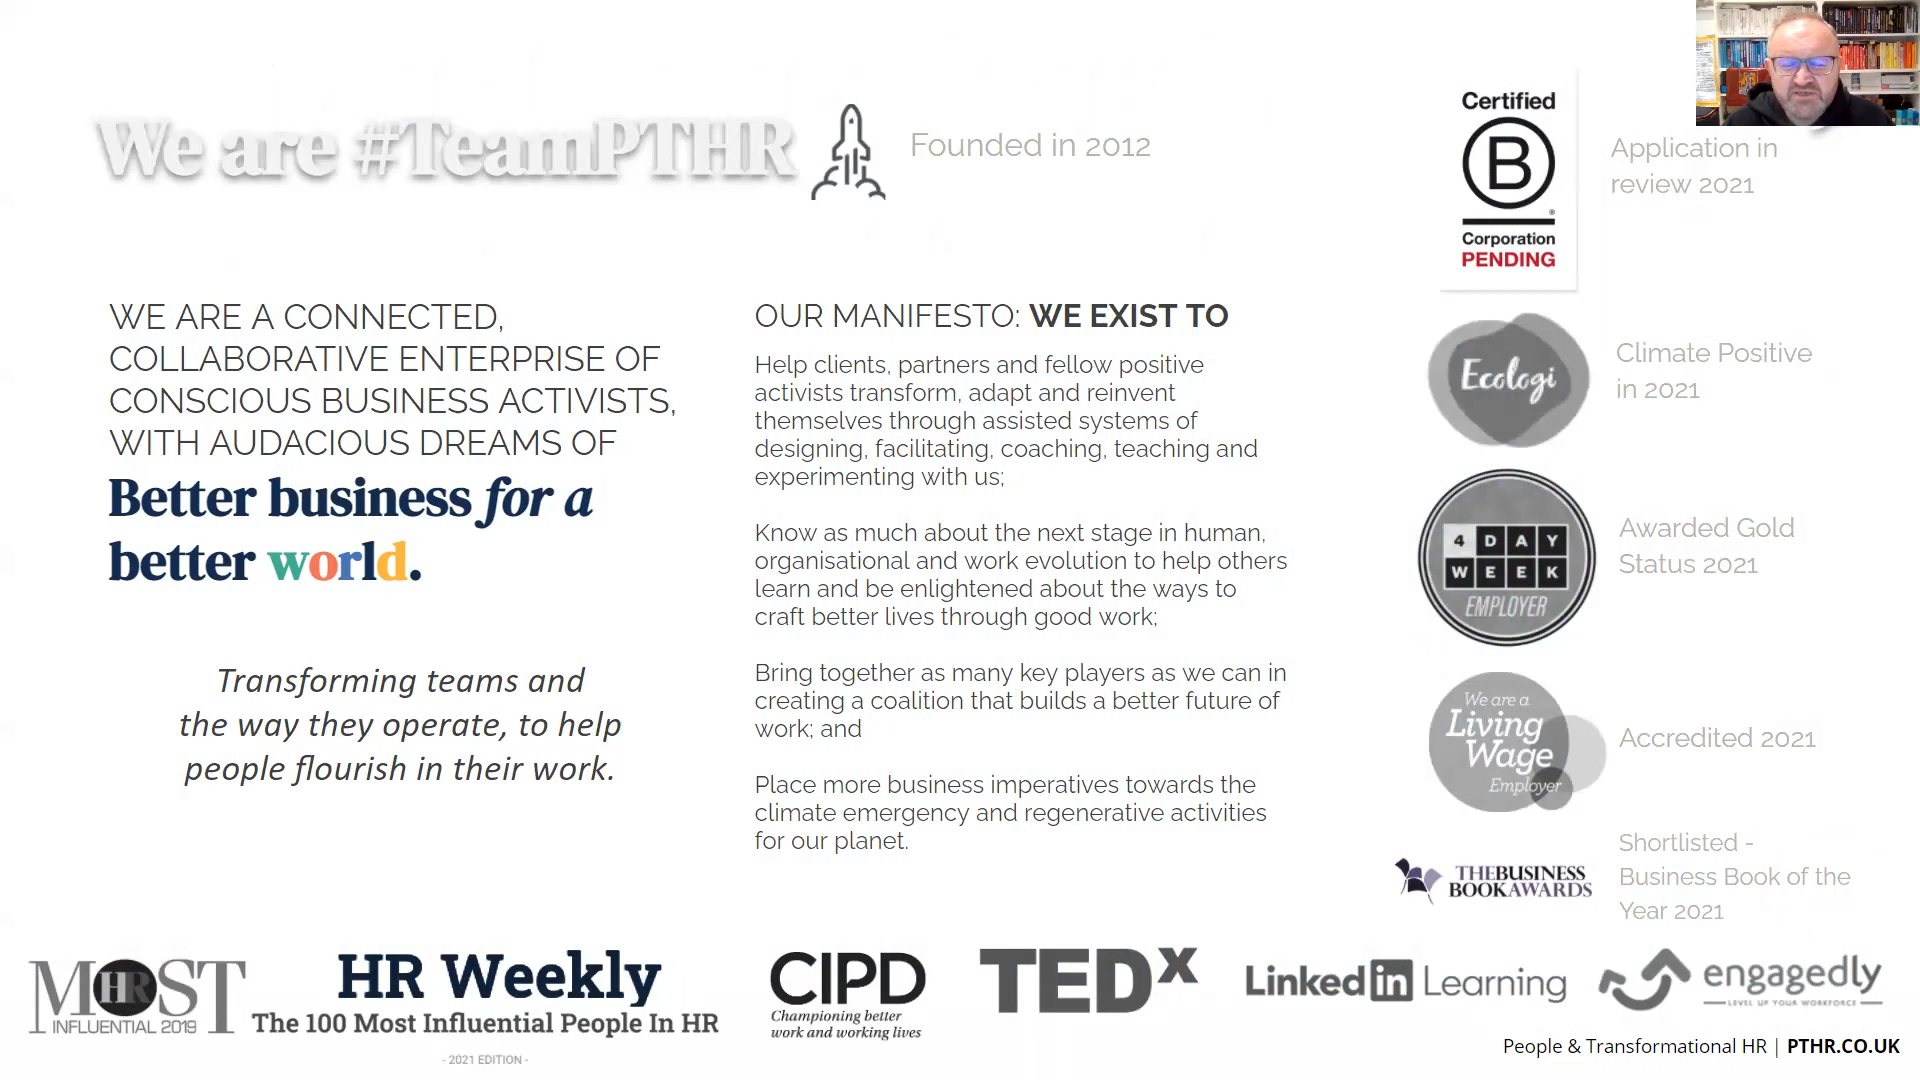 We are #TeamPTHR
Founded in 2012
Certified
B
®
Corporation
PENDING
Application in
review 2021
WE ARE A CONNECTED,
COLLABORATIVE ENTERPRISE OF
CONSCIOUS BUSINESS ACTIVISTS,
WITH AUDACIOUS DREAMS OF
Better business for a
better world.
Transforming teams and
the way they operate, to help
people flourish in their work.
OUR MANIFESTO: WE EXIST TO
Help clients, partners and fellow positive
activists transform, adapt and reinvent
themselves through assisted systems of
designing, facilitating, coaching, teaching and
experimenting with us;
Know as much about the next stage in human,
organisational and work evolution to help others
learn and be enlightened about the ways to
craft better lives through good work;
Bring together as many key players as we can in
creating a coalition that builds a better future of
work; and
Place more business imperatives towards the
climate emergency and regenerative activities
for our planet.
Ecologi
Climate Positive
in 2021
4 DAY
WEEK
EMPLOYER
Awarded Gold
Status 2021
We are a
Living
Wage
Employer
Accredited 2021
THEBUSINESS
BOOKAWARDS
Shortlisted -
Business Book of the
Year 2021
HR MOST
INFLUENTIAL 2019
HR Weekly
The 100 Most Influential People In HR
- 2021 EDITION -
CIPD
Championing better
work and working lives
TEDx
LinkedIn Learning
engagedly
LEVEL UP YOUR WORKFORCE
People & Transformational HR | PTHR.CO.UK